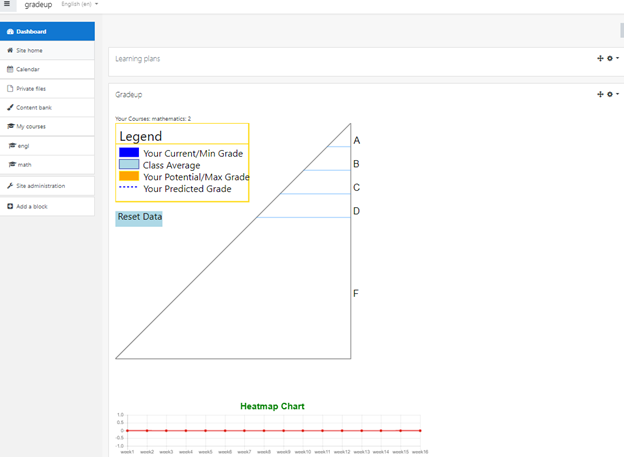 gradeup English (en)
Dashboard
Site home
Calendar
Private files
Content bank
My courses
engl
math
Site administration
Add a block
Learning plans
Gradeup
Your Courses: mathematics: 2
Legend
Your Current/Min Grade
Class Average
Your Potential/Max Grade
Your Predicted Grade
Reset Data
A
B
C
D
F
Heatmap Chart
1.0
0.5
0
-0.5
-1.0
week1 week2 week3 week4 week5 week6 week7 week8 week9 week10 week11 week12 week13 week14 week15 week16